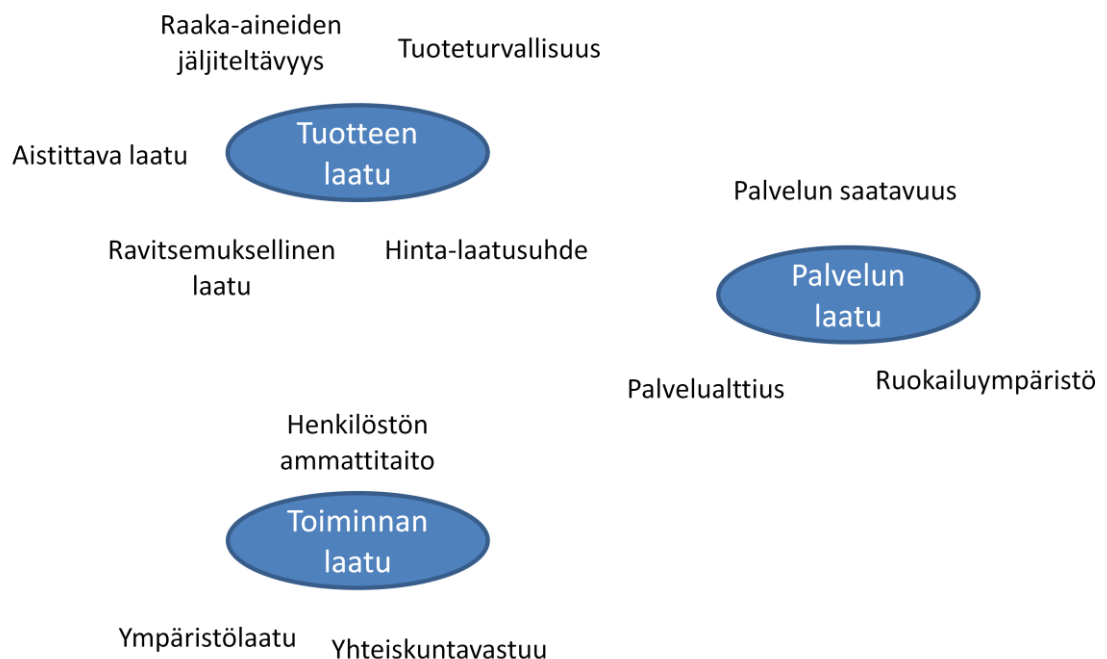 Raaka-aineiden
jäljiteltävyys
Tuoteturvallisuus
Tuotteen
laatu
Aistittava laatu
Ravitsemuksellinen
laatu
Hinta-laatusuhde
Palvelun saatavuus
Palvelun
laatu
Palvelualttius
Ruokailuympäristö
Henkilöstön
ammattitaito
Toiminnan
laatu
Ympäristölaatu
Yhteiskuntavastuu